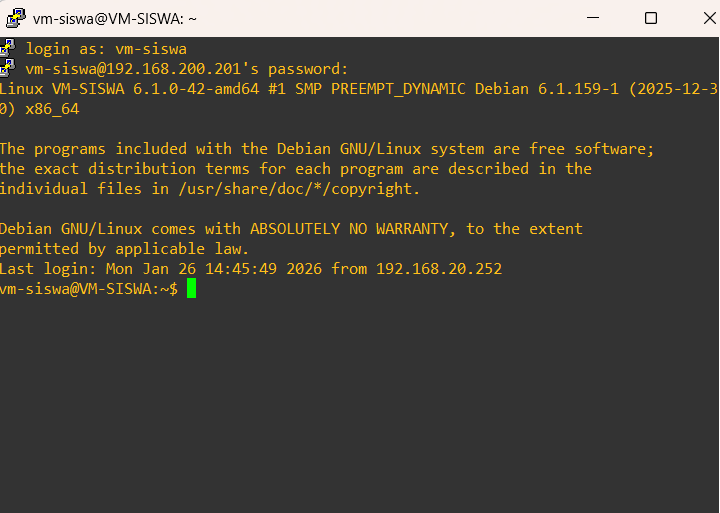 vm-siswa@VM-SISWA: ~
login as: vm-siswa
vm-siswa@192.168.200.201's password:
Linux VM-SISWA 6.1.0-42-amd64 #1 SMP PREEMPT_DYNAMIC Debian 6.1.159-1 (2025-12-3
0) x86_64
The programs included with the Debian GNU/Linux system are free software;
the exact distribution terms for each program are described in the
individual files in /usr/share/doc/*/copyright.
Debian GNU/Linux comes with ABSOLUTELY NO WARRANTY, to the extent
permitted by applicable law.
Last login: Mon Jan 26 14:45:49 2026 from 192.168.20.252
vm-siswa@VM-SISWA:~$